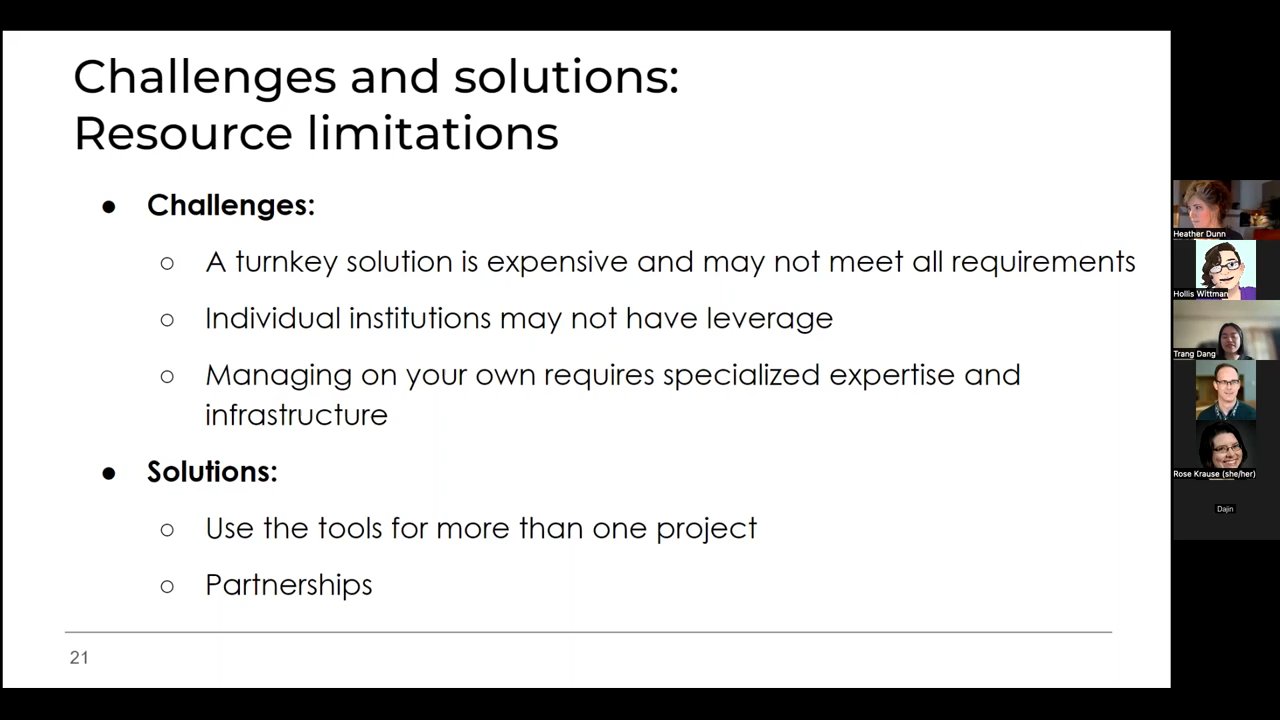 Challenges and solutions:
Resource limitations
● Challenges:
○ A turnkey solution is expensive and may not meet all requirements
○ Individual institutions may not have leverage
○ Managing on your own requires specialized expertise and
infrastructure
● Solutions:
○ Use the tools for more than one project
○ Partnerships
21
Heather Dunn
Hollis Wittman
Trang Dang
Rose Krause (she/her)
Dajin